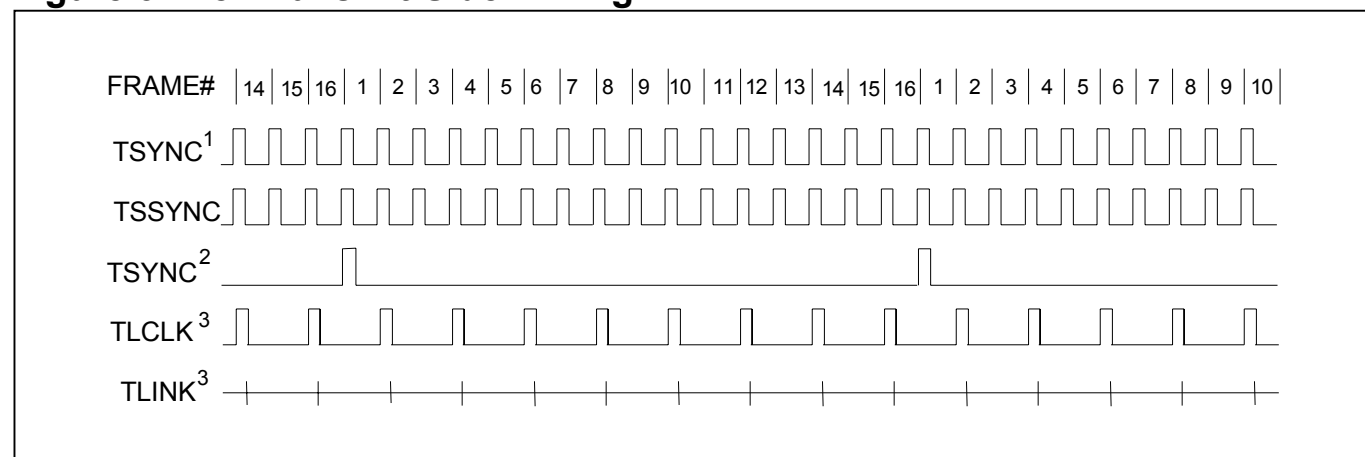 FRAME# 14 15 16 1 2 3 4 5 6 7 8 9 10 11 12 13 14 15 16 1 2 3 4 5 6 7 8 9 10
TSYNC1
TSSYNC
TSYNC2
TLCLK3
TLINK3